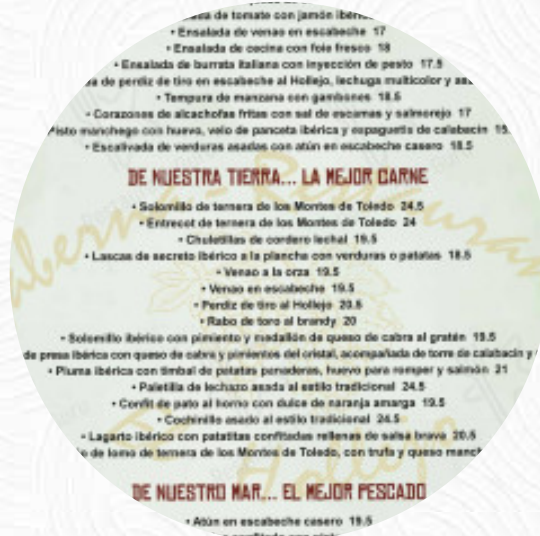 de tomate con jamón
• Ensalada de venao en escabeche 17
• Ensalada de cecina con foie fresco 18
• Ensalada de burrata italiana con inyección de pesto 17.5
de perdiz de tiro en escabeche al Hollejo, lechuga multicolor y
• Tempura de manzana con gambones 18.5
• Corazones de alcachofas fritas con sal de escamas y salmorejo 17
isto manchego con huevo, velo de panceta ibérica y espaguetis de calabacín
• Escalivada de verduras asadas con atún en escabeche casero 18.5
DE NUESTRA TIERRA... LA MEJOR CARNE
• Solomillo de ternera de los Montes de Toledo 24.5
• Entrecot de ternera de los Montes de Toledo 24
• Chuletillas de cordero lechal 19.5
• Lascas de secreto ibérico a la plancha con verduras o patatas 18.5
• Venao a la orza 19.5
• Venao en escabeche 19.5
• Perdiz de tiro al Hollejo 20.5
• Rabo de toro al brandy 20
• Solomillo ibérico con pimiento y medallón de queso de cabra al gratén 19.5
de presa ibérica con queso de cabra y pimientos del cristal, acompañada de torre de calabacín y
• Pluma ibérica con timbal de patatas panaderas, huevo para romper y salmón 21
• Paletilla de lechazo asada al estilo tradicional 24.5
• Confit de pato al horno con dulce de naranja amarga 19.5
• Cochinillo asado al estilo tradicional 24.5
• Lagarto ibérico con patatitas confitadas rellenas de salsa brava 20.5
de lomo de ternera de los Montes de Toledo, con trufa y queso
DE NUESTRO MAR... EL MEJOR PESCADO
• Atún en escabeche casero 19.5